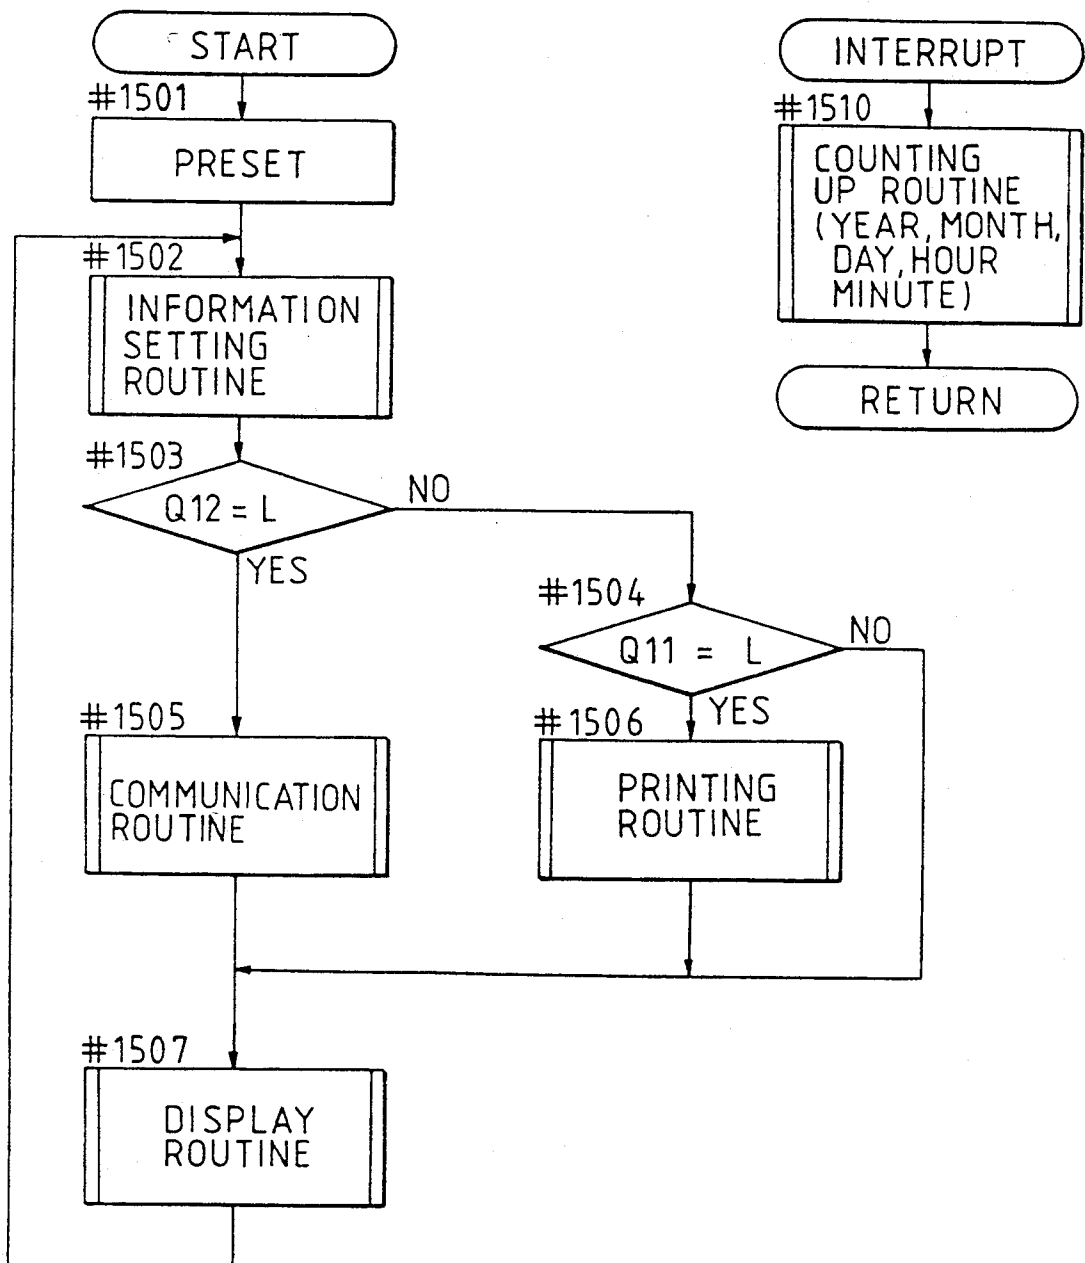 START
#1501
PRESET
#1502
INFORMATION
SETTING
ROUTINE
#1503
Q12 = L
NO
YES
#1504
Q11 = L
NO
YES
#1505
COMMUNICATION
ROUTINE
#1506
PRINTING
ROUTINE
#1507
DISPLAY
ROUTINE
INTERRUPT
#1510
COUNTING
UP ROUTINE
(YEAR, MONTH,
DAY, HOUR
MINUTE)
RETURN